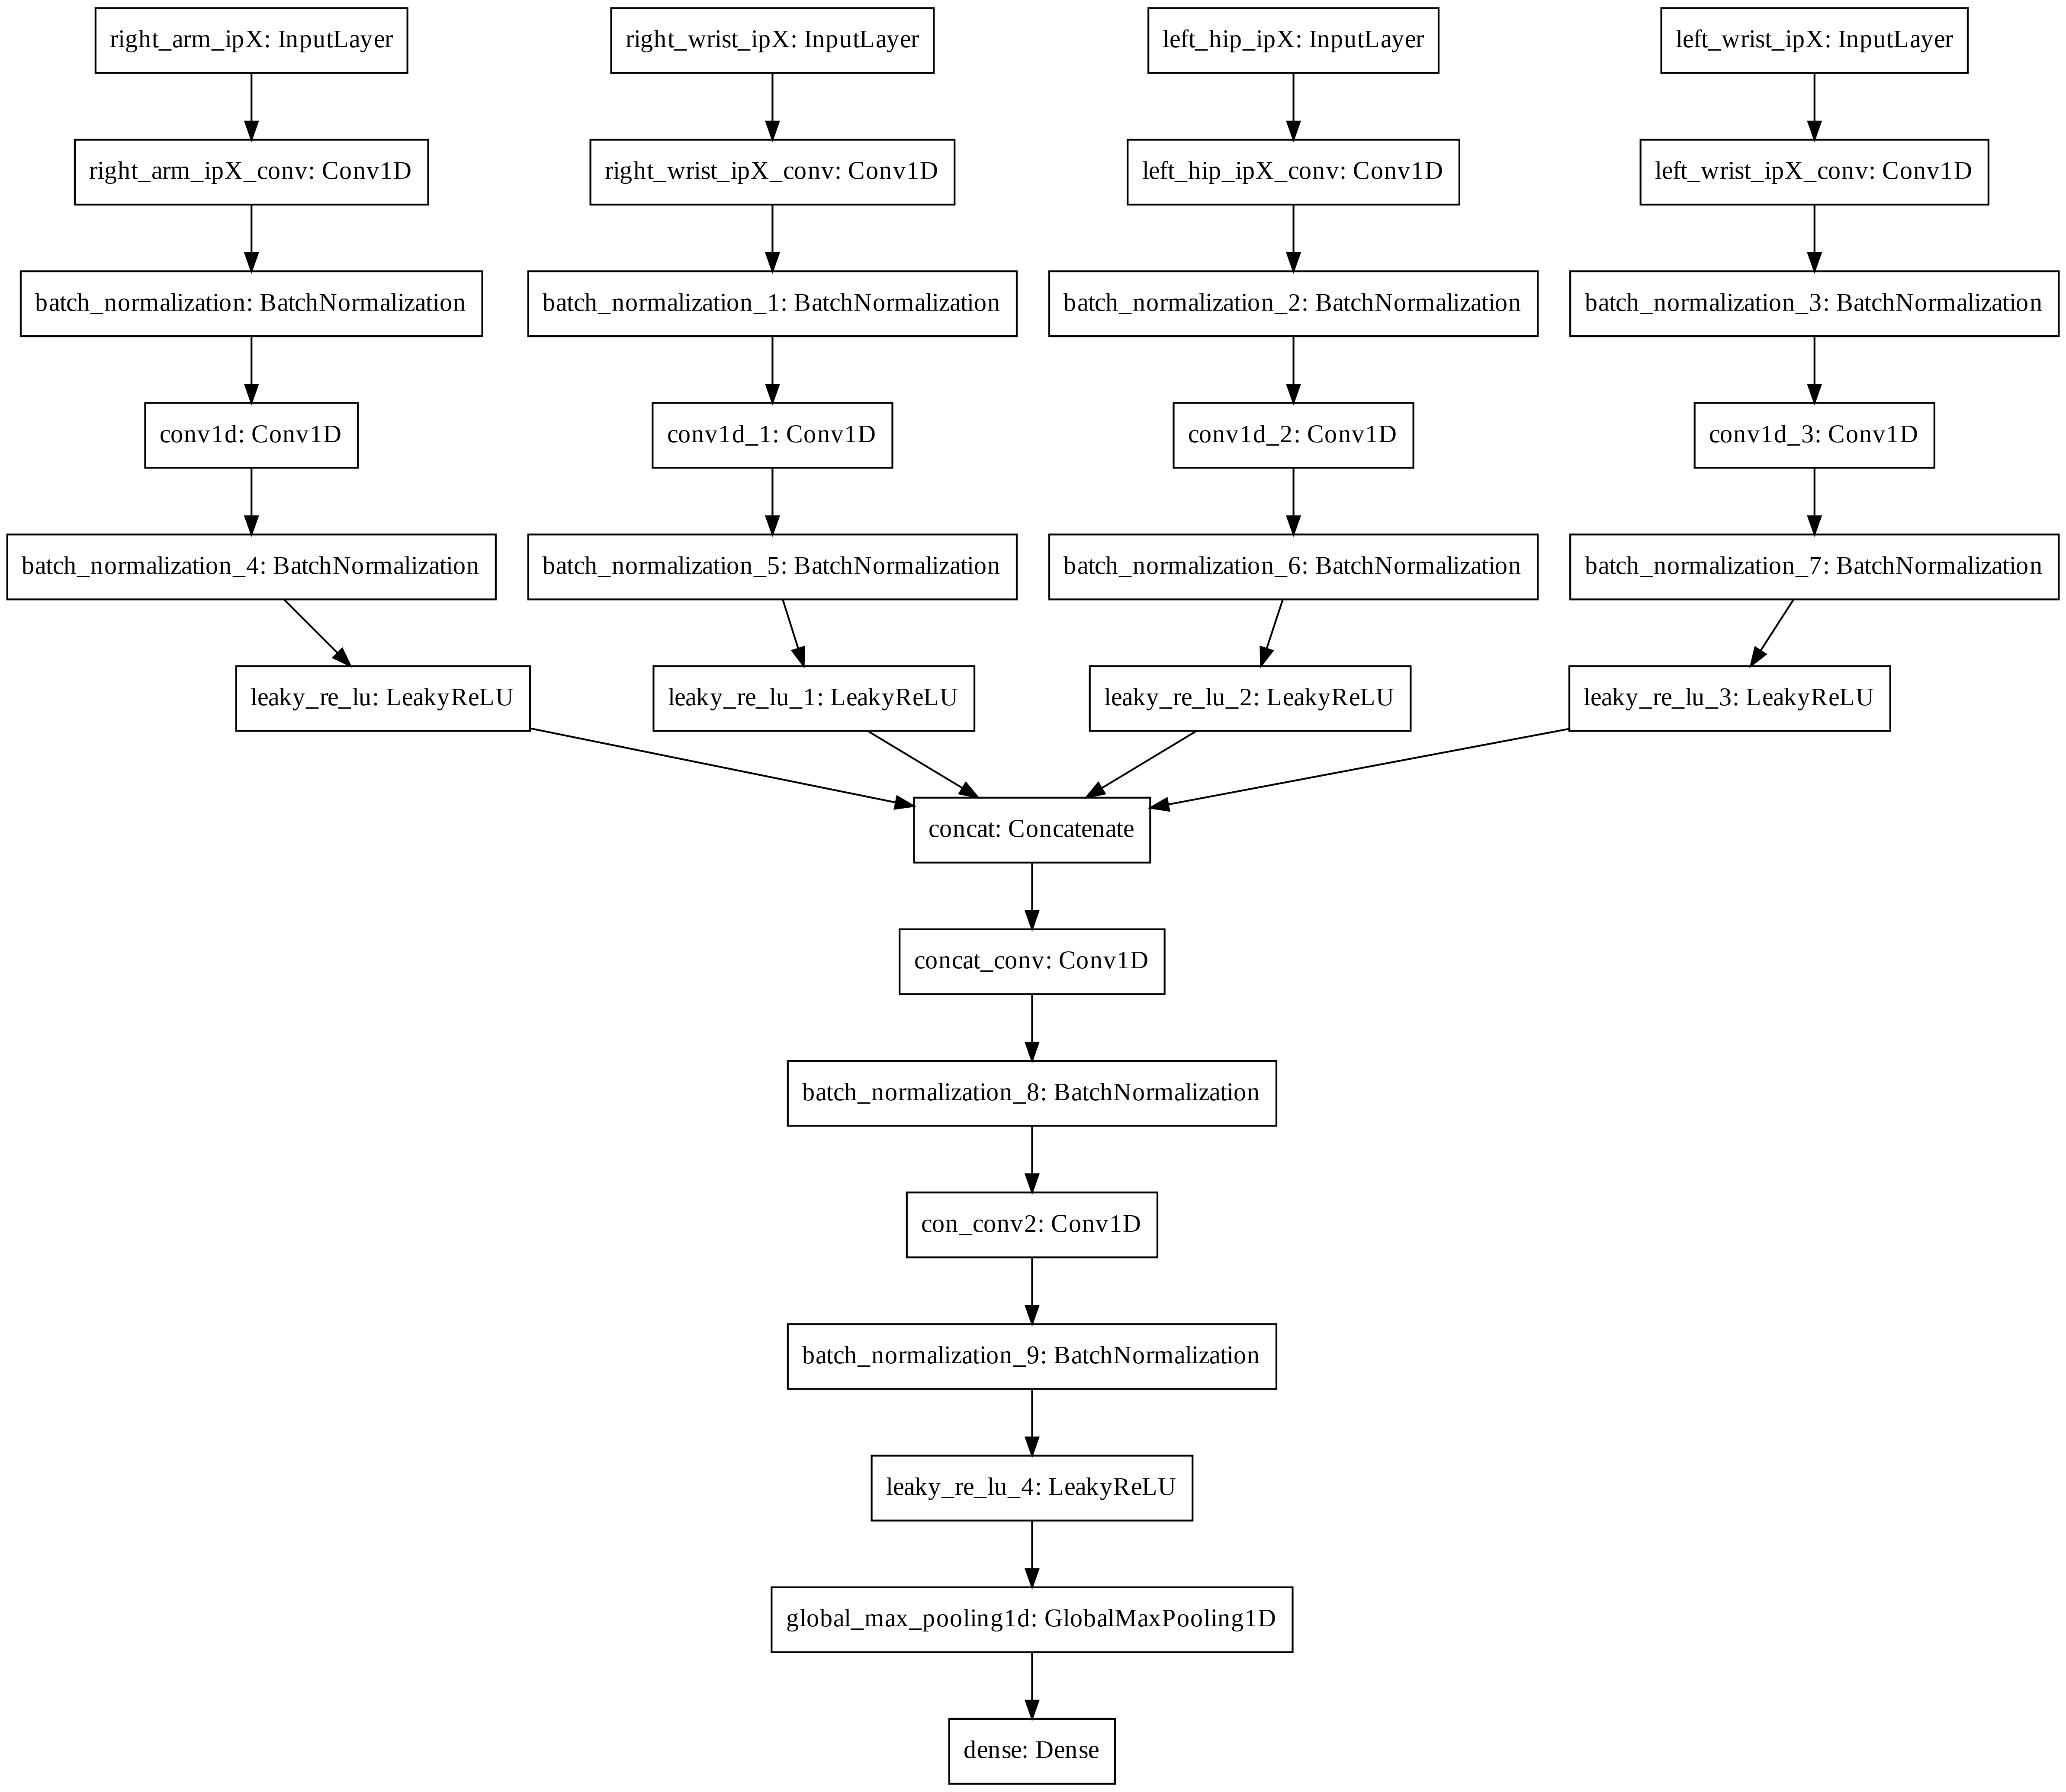 right_arm_ipX: InputLayer
right_wrist_ipX: InputLayer
left_hip_ipX: InputLayer
left_wrist_ipX: InputLayer
right_arm_ipX_conv: Conv1D
right_wrist_ipX_conv: Conv1D
left_hip_ipX_conv: Conv1D
left_wrist_ipX_conv: Conv1D
batch_normalization: BatchNormalization
batch_normalization_1: BatchNormalization
batch_normalization_2: BatchNormalization
batch_normalization_3: BatchNormalization
conv1d: Conv1D
conv1d_1: Conv1D
conv1d_2: Conv1D
conv1d_3: Conv1D
batch_normalization_4: BatchNormalization
batch_normalization_5: BatchNormalization
batch_normalization_6: BatchNormalization
batch_normalization_7: BatchNormalization
leaky_re_lu: LeakyReLU
leaky_re_lu_1: LeakyReLU
leaky_re_lu_2: LeakyReLU
leaky_re_lu_3: LeakyReLU
concat: Concatenate
concat_conv: Conv1D
batch_normalization_8: BatchNormalization
con_conv2: Conv1D
batch_normalization_9: BatchNormalization
leaky_re_lu_4: LeakyReLU
global_max_pooling1d: GlobalMaxPooling1D
dense: Dense